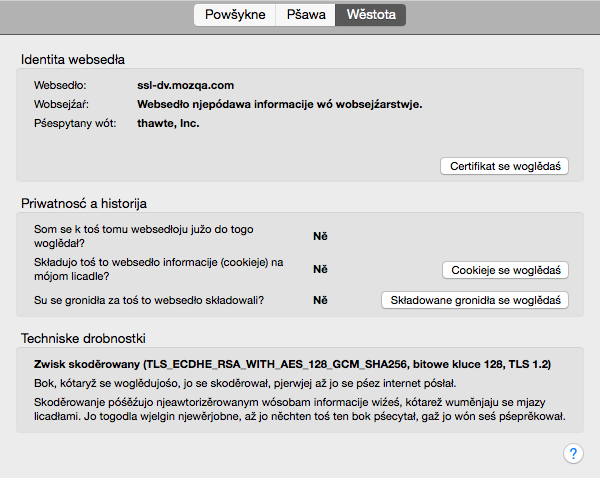 Powšykne Pšawa Wěstota
Identita websedła
Websedło: ssl-dv.mozqa.com
Wobsejźaŕ: Websedło njepódawa informacije wó wobsejźarstwje.
Pśespytany wót: thawte, Inc.
Certifikat se woglědaś
Priwatnosć a historija
Som se k toś tomu websedłoju južo do togo
woglědał?
Ně
Składujo toś to websedło informacije (cookieje) na
mójom licadle?
Ně
Cookieje se woglědaś
Su se gronidła za toś to websedło składowali? Ně Składowane gronidła se woglědaś
Techniske drobnostki
Zwisk skoděrowany (TLS_ECDHE_RSA_WITH_AES_128_GCM_SHA256, bitowe kluce 128, TLS 1.2)
Bok, kótaryž se woglědujośo, jo se skoděrował, pjerwjej až jo se pśez internet pósłał.
Skoděrowanje póśěžujo njeawtorizěrowanym wósobam informacije wiźeś, kótarež wuměnjaju se mjazy
licadłami. Jo togodla wjelgin njewěrjobne, až jo něchten toś ten bok pśecytał, gaž jo wón seś pśeprěkował.
?